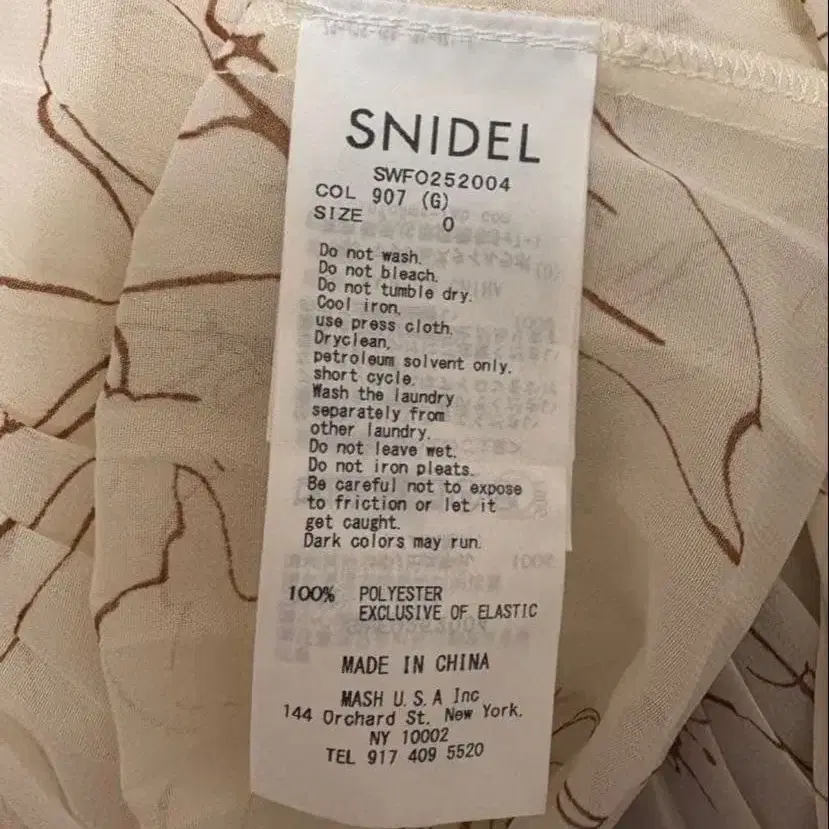 SNIDEL
SWFO252004
COL 907 (G)
SIZE 0
Do not wash.
Do not bleach.
Do not tumble dry.
Cool iron,
use press cloth.
Dryclean,
petroleum solvent only.
short cycle.
Wash the laundry
separately from
other laundry.
Do not leave wet.
Do not iron pleats.
Be careful not to expose
to friction or let it
get caught.
Dark colors may run.
100% POLYESTER
EXCLUSIVE OF ELASTIC
MADE IN CHINA
MASH U.S.A Inc
144 Orchard St. New York.
NY 10002
TEL 917 409 5520